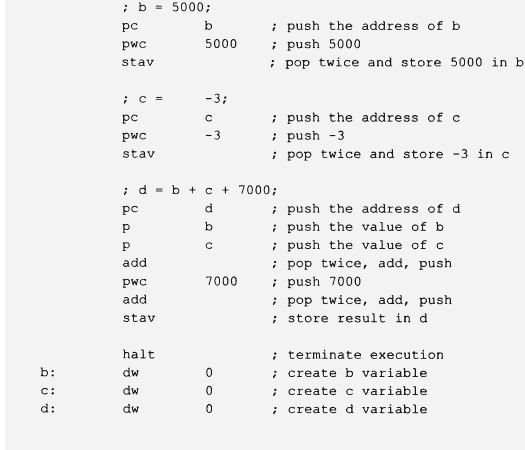 ; b = 5000;
pc b ; push the address of b
pwc 5000 ; push 5000
stav ; pop twice and store 5000 in b
; c = -3;
pc c ; push the address of c
pwc -3 ; push -3
stav ; pop twice and store -3 in c
; d = b + c + 7000;
pc d ; push the address of d
p b ; push the value of b
p c ; push the value of c
add ; pop twice, add, push
pwc 7000 ; push 7000
add ; pop twice, add, push
stav ; store result in d
halt ; terminate execution
b: dw 0 ; create b variable
c: dw 0 ; create c variable
d: dw 0 ; create d variable